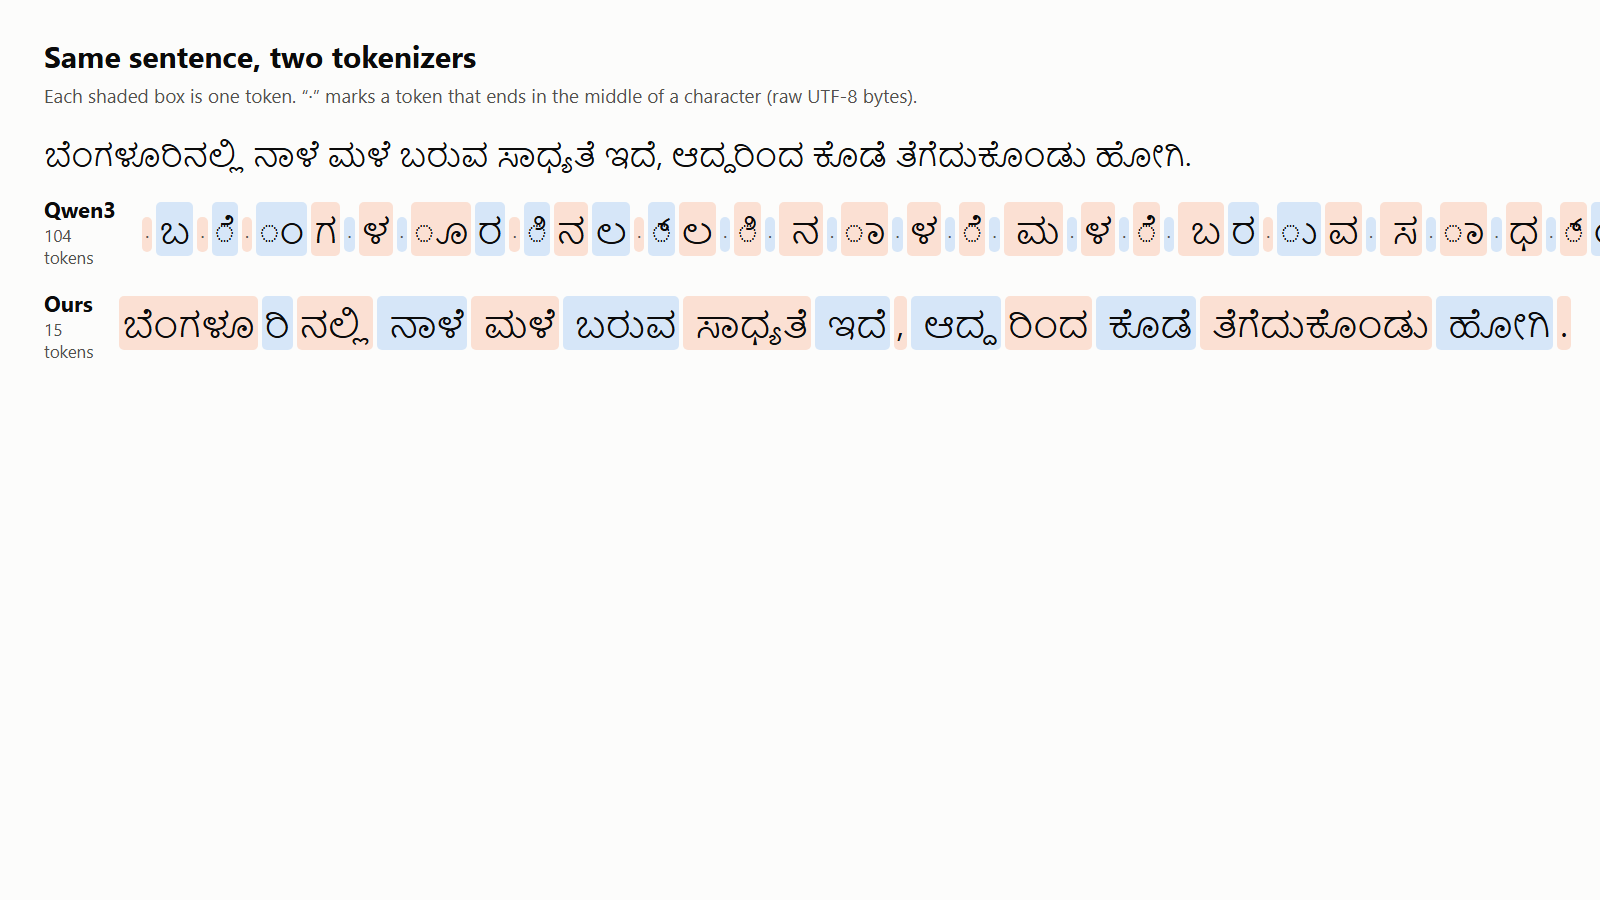 Same sentence, two tokenizers
Each shaded box is one token. “·” marks a token that ends in the middle of a character (raw UTF-8 bytes).
ಬೆಂಗಳೂರಿನಲ್ಲಿ ನಾಳೆ ಮಳೆ ಬರುವ ಸಾಧ್ಯತೆ ಇದೆ, ಆದ್ದರಿಂದ ಕೊಡೆ ತೆಗೆದುಕೊಂಡು ಹೋಗಿ.
Qwen3
104
tokens
· ಬ · ೆ · ಂ ಗ · ಳ · ೂ ರ · ಿ ನ ಲ · ್ ಲ · ಿ · ನ · ಾ · ಳ · ೆ · ಮ · ಳ · ೆ · ಬ ರ · ು ವ · ಸ · ಾ · ಧ · ್
Ours
15
tokens
ಬೆಂಗಳೂ ರಿ ನಲ್ಲಿ ನಾಳೆ ಮಳೆ ಬರುವ ಸಾಧ್ಯತೆ ಇದೆ , ಆದ್ದ ರಿಂದ ಕೊಡೆ ತೆಗೆದುಕೊಂಡು ಹೋಗಿ .